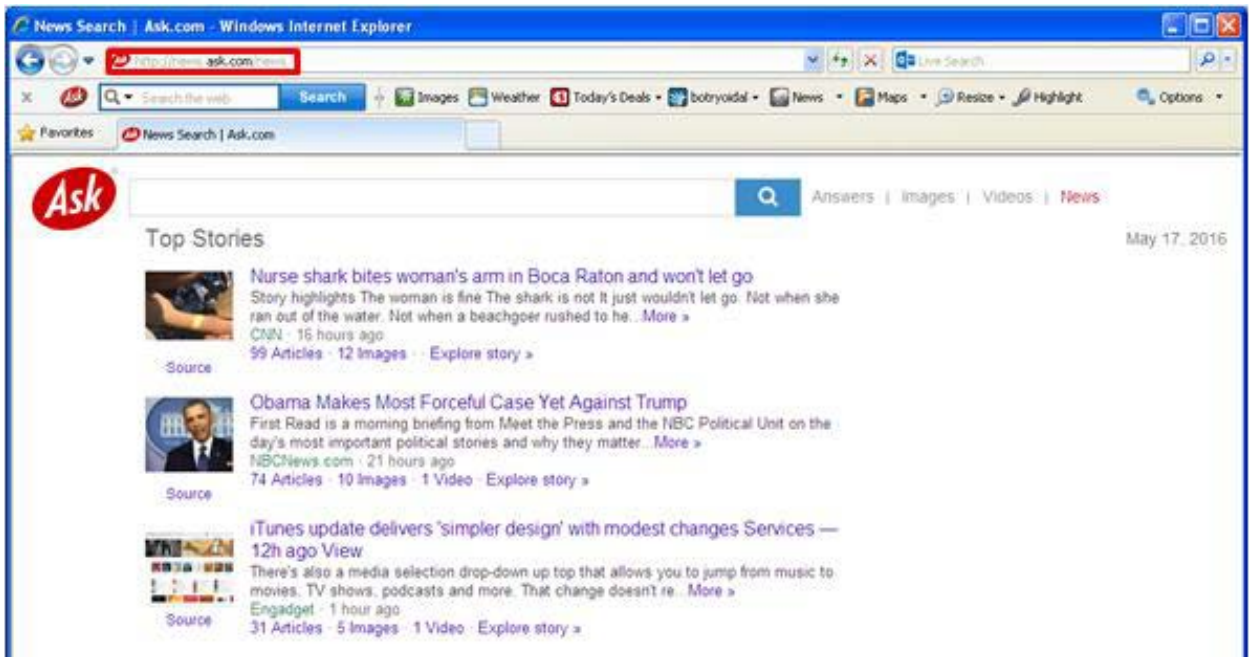 News Search | Ask.com - Windows Internet Explorer
http://news.ask.com/news
Live Search
x Ask Search the web Search Images Weather Today's Deals botryoidal News Maps Resize Highlight Options
Favorites News Search | Ask.com
Ask
Answers | Images | Videos | News
Top Stories May 17, 2016
Nurse shark bites woman's arm in Boca Raton and won't let go
Story highlights The woman is fine The shark is not It just wouldn't let go. Not when she
ran out of the water. Not when a beachgoer rushed to he...More »
CNN · 16 hours ago
99 Articles · 12 Images · · Explore story »
Source
Obama Makes Most Forceful Case Yet Against Trump
First Read is a morning briefing from Meet the Press and the NBC Political Unit on the
day's most important political stories and why they matter...More »
NBCNews.com · 21 hours ago
74 Articles · 10 Images · 1 Video · Explore story »
Source
iTunes update delivers 'simpler design' with modest changes Services —
12h ago View
There's also a media selection drop-down up top that allows you to jump from music to
movies, TV shows, podcasts and more. That change doesn't re...More »
Engadget · 1 hour ago
31 Articles · 5 Images · 1 Video · Explore story »
Source